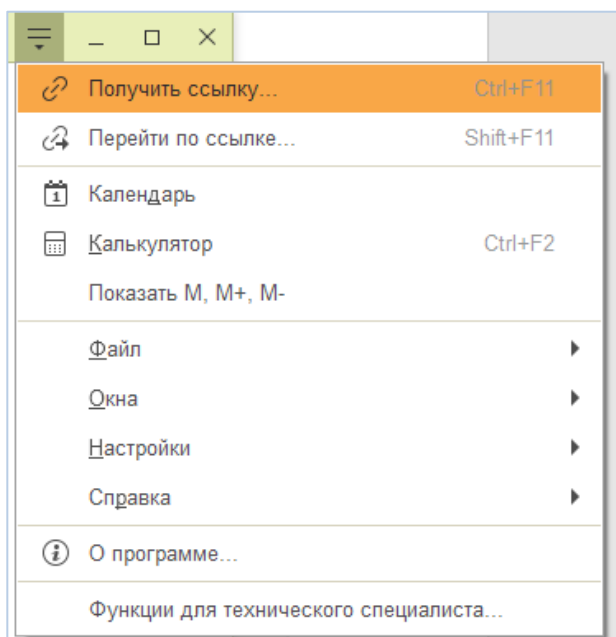 Получить ссылку... Ctrl+F11
Перейти по ссылке... Shift+F11
1 Календарь
Калькулятор Ctrl+F2
Показать M, M+, M-
Файл
Окна
Настройки
Справка
i О программе...
Функции для технического специалиста...